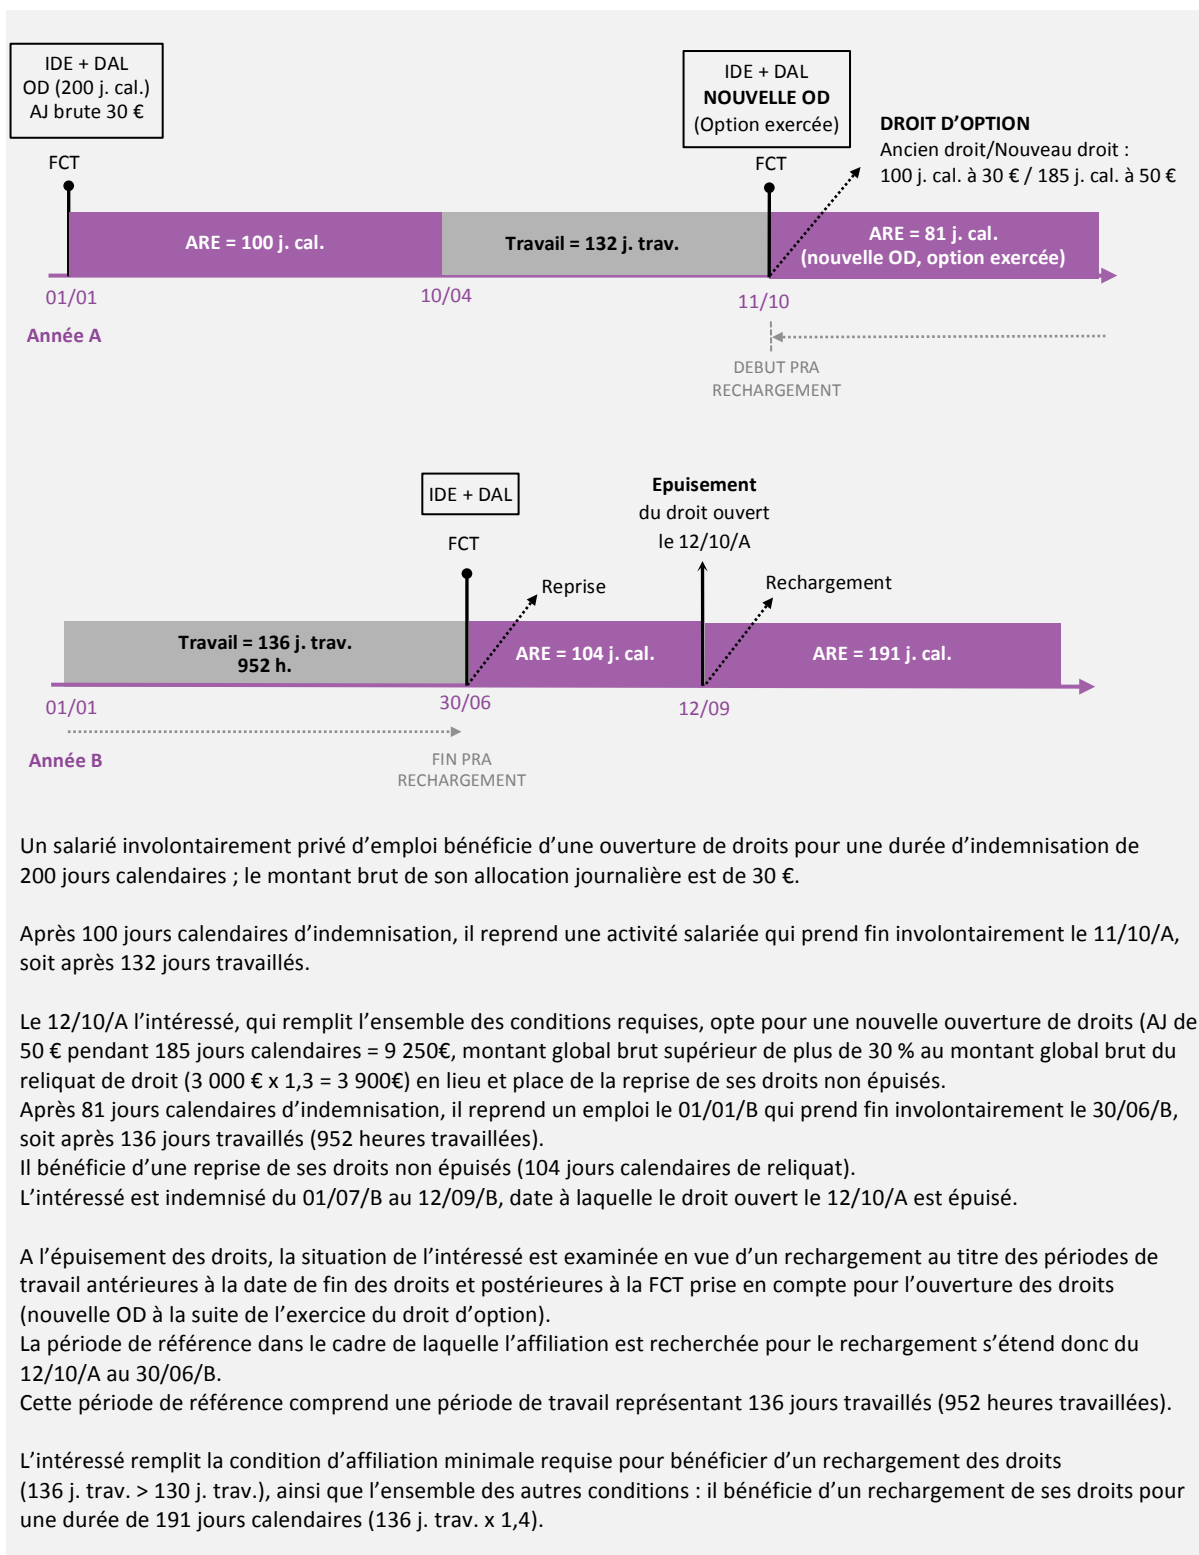 IDE + DAL
OD (200 j. cal.)
AJ brute 30 €
FCT
IDE + DAL
NOUVELLE OD
(Option exercée)
FCT
DROIT D’OPTION
Ancien droit/Nouveau droit :
100 j. cal. à 30 € / 185 j. cal. à 50 €
ARE = 100 j. cal.
Travail = 132 j. trav.
ARE = 81 j. cal.
(nouvelle OD, option exercée)
01/01
10/04
11/10
Année A
DEBUT PRA
RECHARGEMENT
IDE + DAL
FCT
Epuisement
du droit ouvert
le 12/10/A
Reprise
Rechargement
Travail = 136 j. trav.
952 h.
ARE = 104 j. cal.
ARE = 191 j. cal.
01/01
30/06
12/09
Année B
FIN PRA
RECHARGEMENT
Un salarié involontairement privé d’emploi bénéficie d’une ouverture de droits pour une durée d’indemnisation de
200 jours calendaires ; le montant brut de son allocation journalière est de 30 €.
Après 100 jours calendaires d’indemnisation, il reprend une activité salariée qui prend fin involontairement le 11/10/A,
soit après 132 jours travaillés.
Le 12/10/A l’intéressé, qui remplit l’ensemble des conditions requises, opte pour une nouvelle ouverture de droits (AJ de
50 € pendant 185 jours calendaires = 9 250€, montant global brut supérieur de plus de 30 % au montant global brut du
reliquat de droit (3 000 € x 1,3 = 3 900€) en lieu et place de la reprise de ses droits non épuisés.
Après 81 jours calendaires d’indemnisation, il reprend un emploi le 01/01/B qui prend fin involontairement le 30/06/B,
soit après 136 jours travaillés (952 heures travaillées).
Il bénéficie d’une reprise de ses droits non épuisés (104 jours calendaires de reliquat).
L’intéressé est indemnisé du 01/07/B au 12/09/B, date à laquelle le droit ouvert le 12/10/A est épuisé.
A l’épuisement des droits, la situation de l’intéressé est examinée en vue d’un rechargement au titre des périodes de
travail antérieures à la date de fin des droits et postérieures à la FCT prise en compte pour l’ouverture des droits
(nouvelle OD à la suite de l’exercice du droit d’option).
La période de référence dans le cadre de laquelle l’affiliation est recherchée pour le rechargement s’étend donc du
12/10/A au 30/06/B.
Cette période de référence comprend une période de travail représentant 136 jours travaillés (952 heures travaillées).
L’intéressé remplit la condition d’affiliation minimale requise pour bénéficier d’un rechargement des droits
(136 j. trav. > 130 j. trav.), ainsi que l’ensemble des autres conditions : il bénéficie d’un rechargement de ses droits pour
une durée de 191 jours calendaires (136 j. trav. x 1,4).